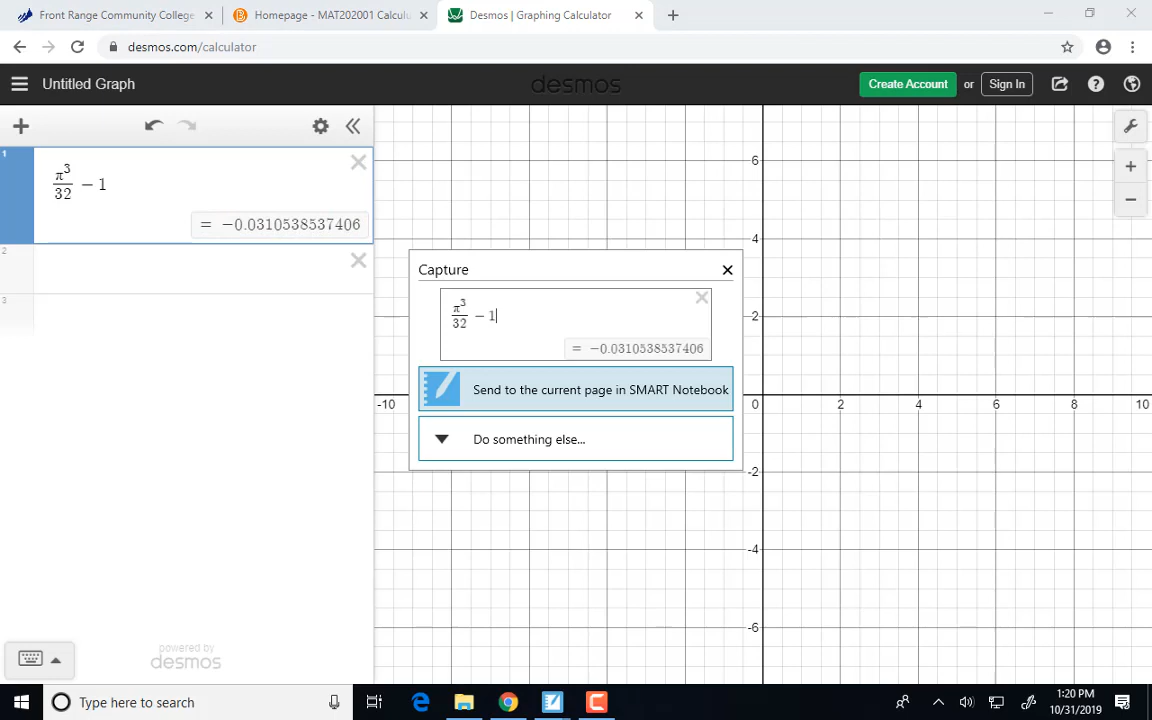 Front Range Community College
Homepage - MAT202001 Calculu
Desmos | Graphing Calculator
desmos.com/calculator
Untitled Graph
desmos
Create Account
or
Sign In
1
π³/32 − 1
= −0.0310538537406
2
3
powered by
desmos
Capture
π³/32 − 1
= −0.0310538537406
Send to the current page in SMART Notebook
Do something else...
6
4
2
-10
0
2
4
6
8
10
-2
-4
-6
Type here to search
1:20 PM
10/31/2019